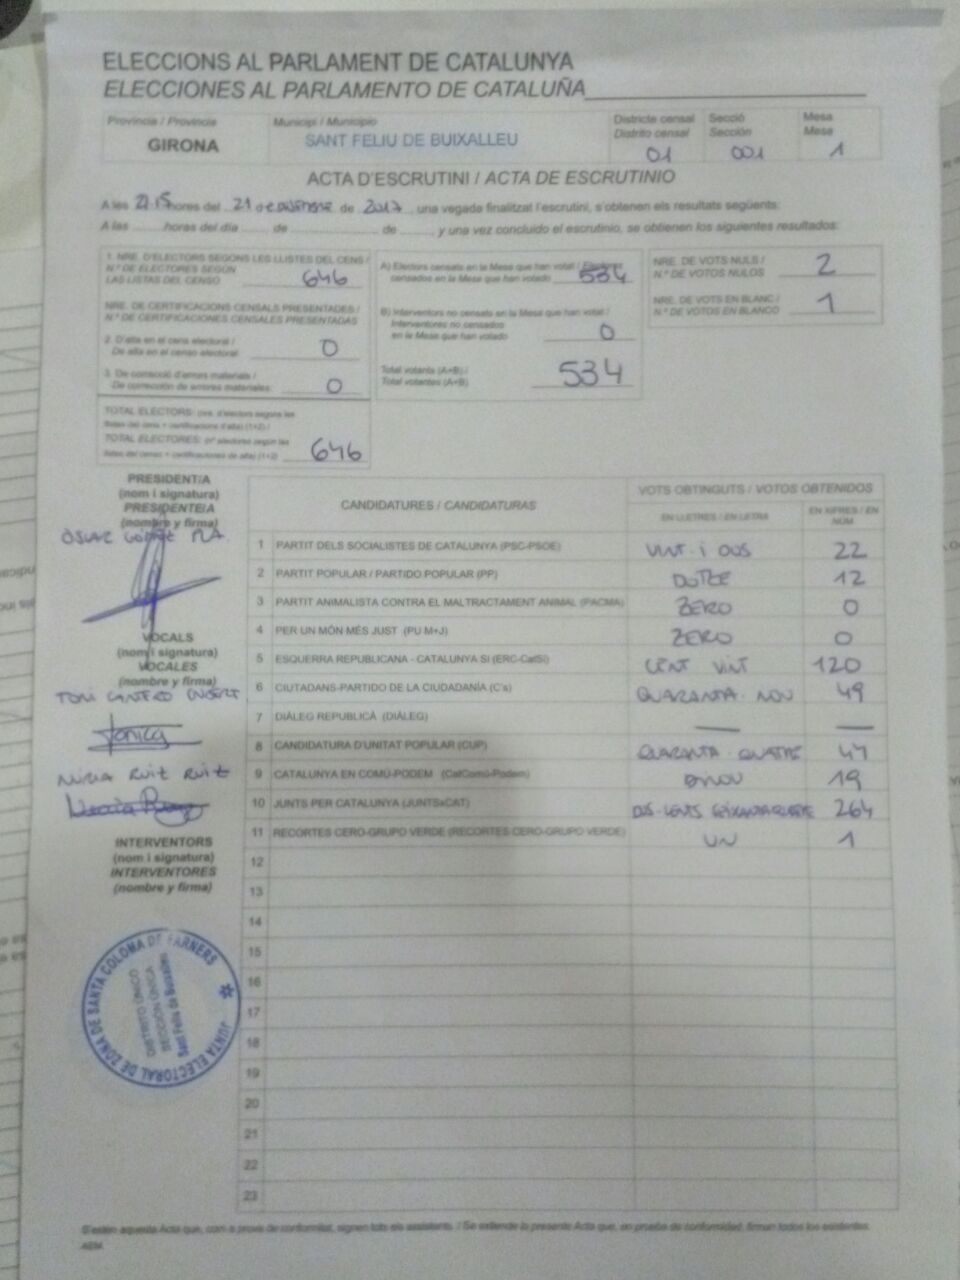 ELECCIONS AL PARLAMENT DE CATALUNYA
ELECCIONES AL PARLAMENTO DE CATALUÑA
Província / Provincia
GIRONA
Municipi / Municipio
SANT FELIU DE BUIXALLEU
Districte censal
Distrito censal
01
Secció
Sección
001
Mesa
Mesa
1
ACTA D'ESCRUTINI / ACTA DE ESCRUTINIO
A les 21.15 hores del 21 de de 2017, una vegada finalitzat l'escrutini, s'obtenen els resultats següents:
A las horas del día de de y una vez concluido el escrutinio, se obtienen los siguientes resultados:
1. NRE. D'ELECTORS SEGONS LES LLISTES DEL CENS /
N.º DE ELECTORES SEGÚN
LAS LISTAS DEL CENSO 646
NRE. DE CERTIFICACIONS CENSALS PRESENTADES /
N.º DE CERTIFICACIONES CENSALES PRESENTADAS
2. D'alta en el cens electoral /
De alta en el censo electoral: 0
3. De correcció d'errors materials /
De corrección de errores materiales: 0
TOTAL ELECTORS: (nre. d'electors segons les
llistes del cens + certificacions d'alta) (1+2) /
TOTAL ELECTORES: (nº electores según las
listas del censo + certificaciones de alta) (1+2) 646
A) Electors censats en la Mesa que han votat / Electores
censados en la Mesa que han votado 534
B) Interventors no censats en la Mesa que han votat /
Interventores no censados
en la Mesa que han votado 0
Total votants (A+B) /
Total votantes (A+B) 534
NRE. DE VOTS NULS /
N.º DE VOTOS NULOS 2
NRE. DE VOTS EN BLANC /
N.º DE VOTOS EN BLANCO 1
PRESIDENT/A
(nom i signatura)
PRESIDENTE/A
(nombre y firma)
ÒSCAR PLA
VOCALS
(nom i signatura)
VOCALES
(nombre y firma)
TONI CANTERO
NÚRIA RUIZ RUIZ
INTERVENTORS
(nom i signatura)
INTERVENTORES
(nombre y firma)
JUNTA ELECTORAL DE ZONA DE SANTA COLOMA DE FARNERS
DISTRITO ÚNICO
SECCIÓN ÚNICA
Sant Feliu de Buixalleu
CANDIDATURES / CANDIDATURAS
VOTS OBTINGUTS / VOTOS OBTENIDOS
EN LLETRES / EN LETRA
EN XIFRES / EN NÚM.
1 PARTIT DELS SOCIALISTES DE CATALUNYA (PSC-PSOE) VINT-I DOS 22
2 PARTIT POPULAR / PARTIDO POPULAR (PP) DOTZE 12
3 PARTIT ANIMALISTA CONTRA EL MALTRACTAMENT ANIMAL (PACMA) ZERO 0
4 PER UN MÓN MÉS JUST (PU M+J) ZERO 0
5 ESQUERRA REPUBLICANA - CATALUNYA SÍ (ERC-CatSí) CENT VINT 120
6 CIUTADANS-PARTIDO DE LA CIUDADANÍA (C's) QUARANTA-NOU 49
7 DIÀLEG REPUBLICÀ (DIÀLEG) — —
8 CANDIDATURA D'UNITAT POPULAR (CUP) QUARANTA-QUATRE 44
9 CATALUNYA EN COMÚ-PODEM (CatComú-Podem) DINOU 19
10 JUNTS PER CATALUNYA (JUNTSxCAT) DOS-CENTS SEIXANTA-QUATRE 264
11 RECORTES CERO-GRUPO VERDE (RECORTES CERO-GRUPO VERDE) UN 1
12
13
14
15
16
17
18
19
20
21
22
23
S'estén aquesta Acta que, com a prova de conformitat, signen tots els assistents. / Se extiende la presente Acta que, en prueba de conformidad, firman todos los asistentes.